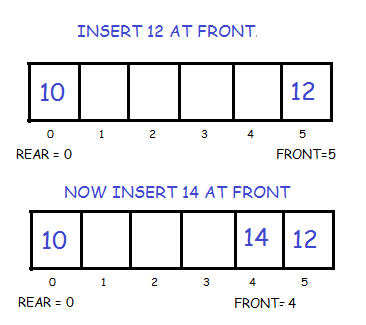 INSERT 12 AT FRONT.
10 12
0 1 2 3 4 5
REAR = 0 FRONT=5
NOW INSERT 14 AT FRONT
10 14 12
0 1 2 3 4 5
REAR = 0 FRONT= 4